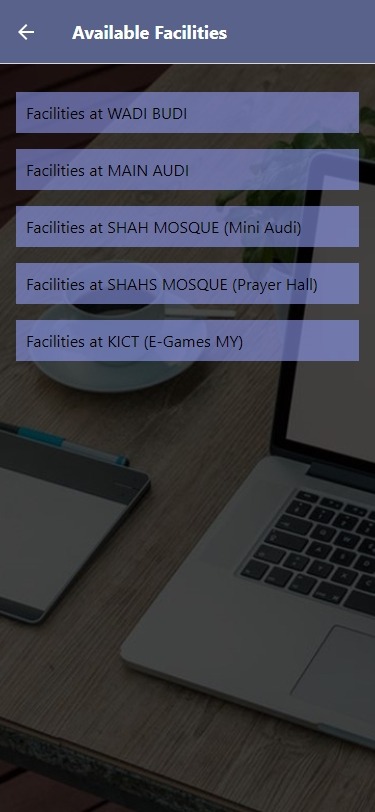 Available Facilities
Facilities at WADI BUDI
Facilities at MAIN AUDI
Facilities at SHAH MOSQUE (Mini Audi)
Facilities at SHAHS MOSQUE (Prayer Hall)
Facilities at KICT (E-Games MY)